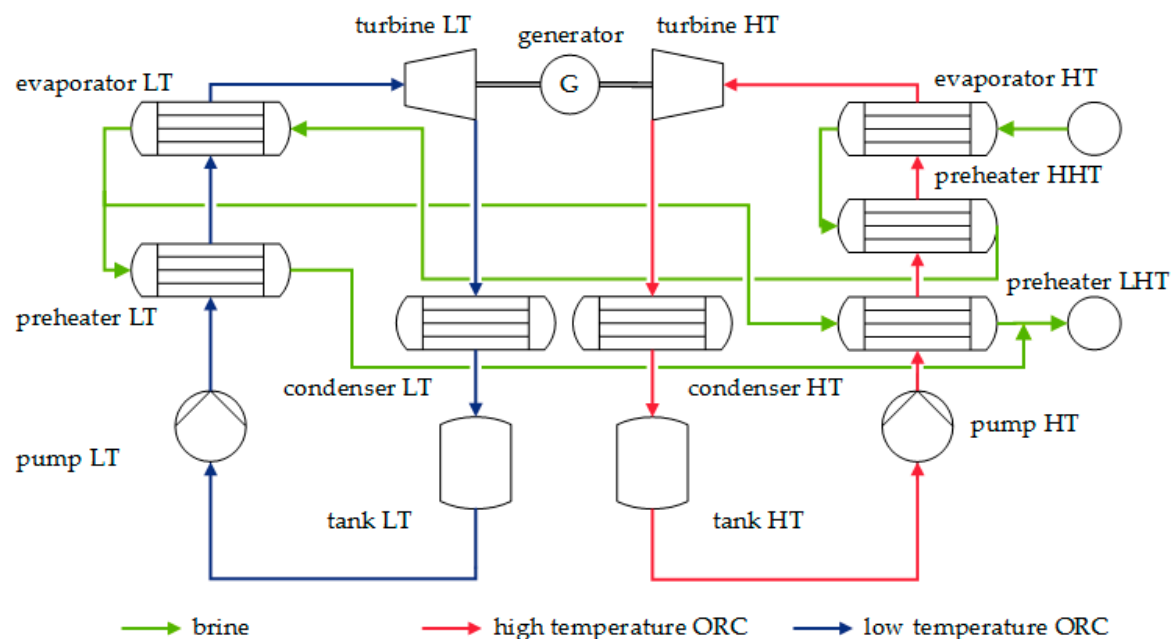 turbine LT
generator
turbine HT
evaporator LT
evaporator HT
G
preheater HHT
preheater LHT
preheater LT
condenser LT
condenser HT
pump HT
pump LT
tank LT
tank HT
brine
high temperature ORC
low temperature ORC